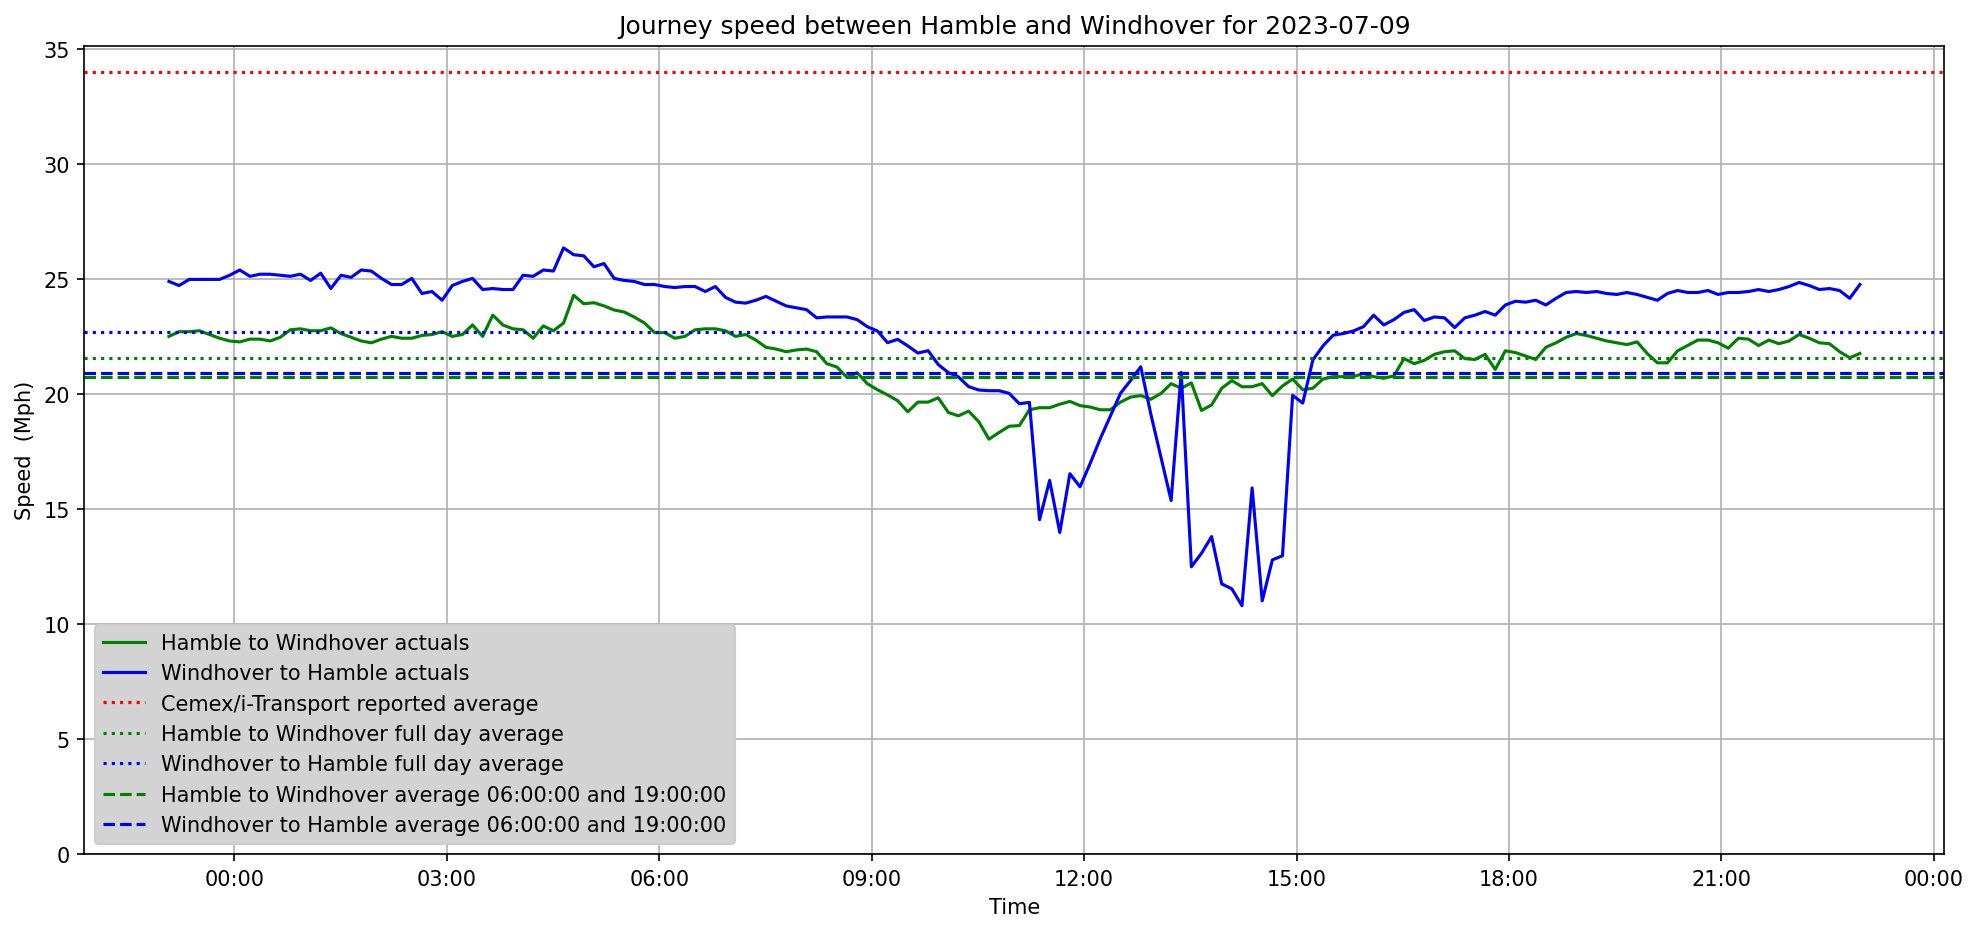 Journey speed between Hamble and Windhover for 2023-07-09
Speed (Mph)
35
30
25
20
15
10
5
0
Hamble to Windhover actuals
Windhover to Hamble actuals
Cemex/i-Transport reported average
Hamble to Windhover full day average
Windhover to Hamble full day average
Hamble to Windhover average 06:00:00 and 19:00:00
Windhover to Hamble average 06:00:00 and 19:00:00
00:00 03:00 06:00 09:00 12:00 15:00 18:00 21:00 00:00
Time